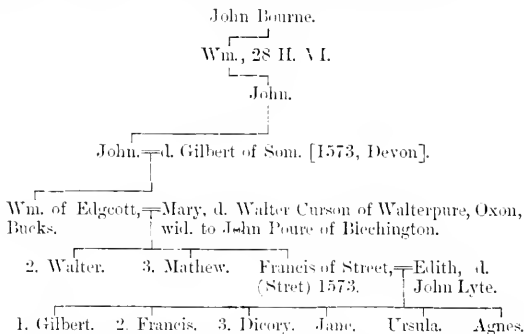 John Bourne.
Wm., 28 H. VI.
John.
John.═d. Gilbert of Som. [1573, Devon].
Wm. of Edgcott,═Mary, d. Walter Curson of Walterpure, Oxon,
Bucks. wid. to John Poure of Blechington.
2. Walter. 3. Mathew. Francis of Street,═Edith, d.
(Stret) 1573. John Lyte.
1. Gilbert. 2. Francis. 3. Dicory. Jane. Ursula. Agnes.